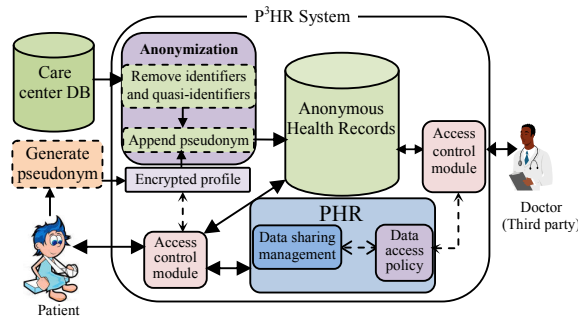 P³HR System
Care
center DB
Anonymization
Remove identifiers
and quasi-identifiers
Append pseudonym
Anonymous
Health Records
Access
control
module
Generate
pseudonym
Encrypted profile
Doctor
(Third party)
PHR
Data sharing
management
Data
access
policy
Access
control
module
Patient